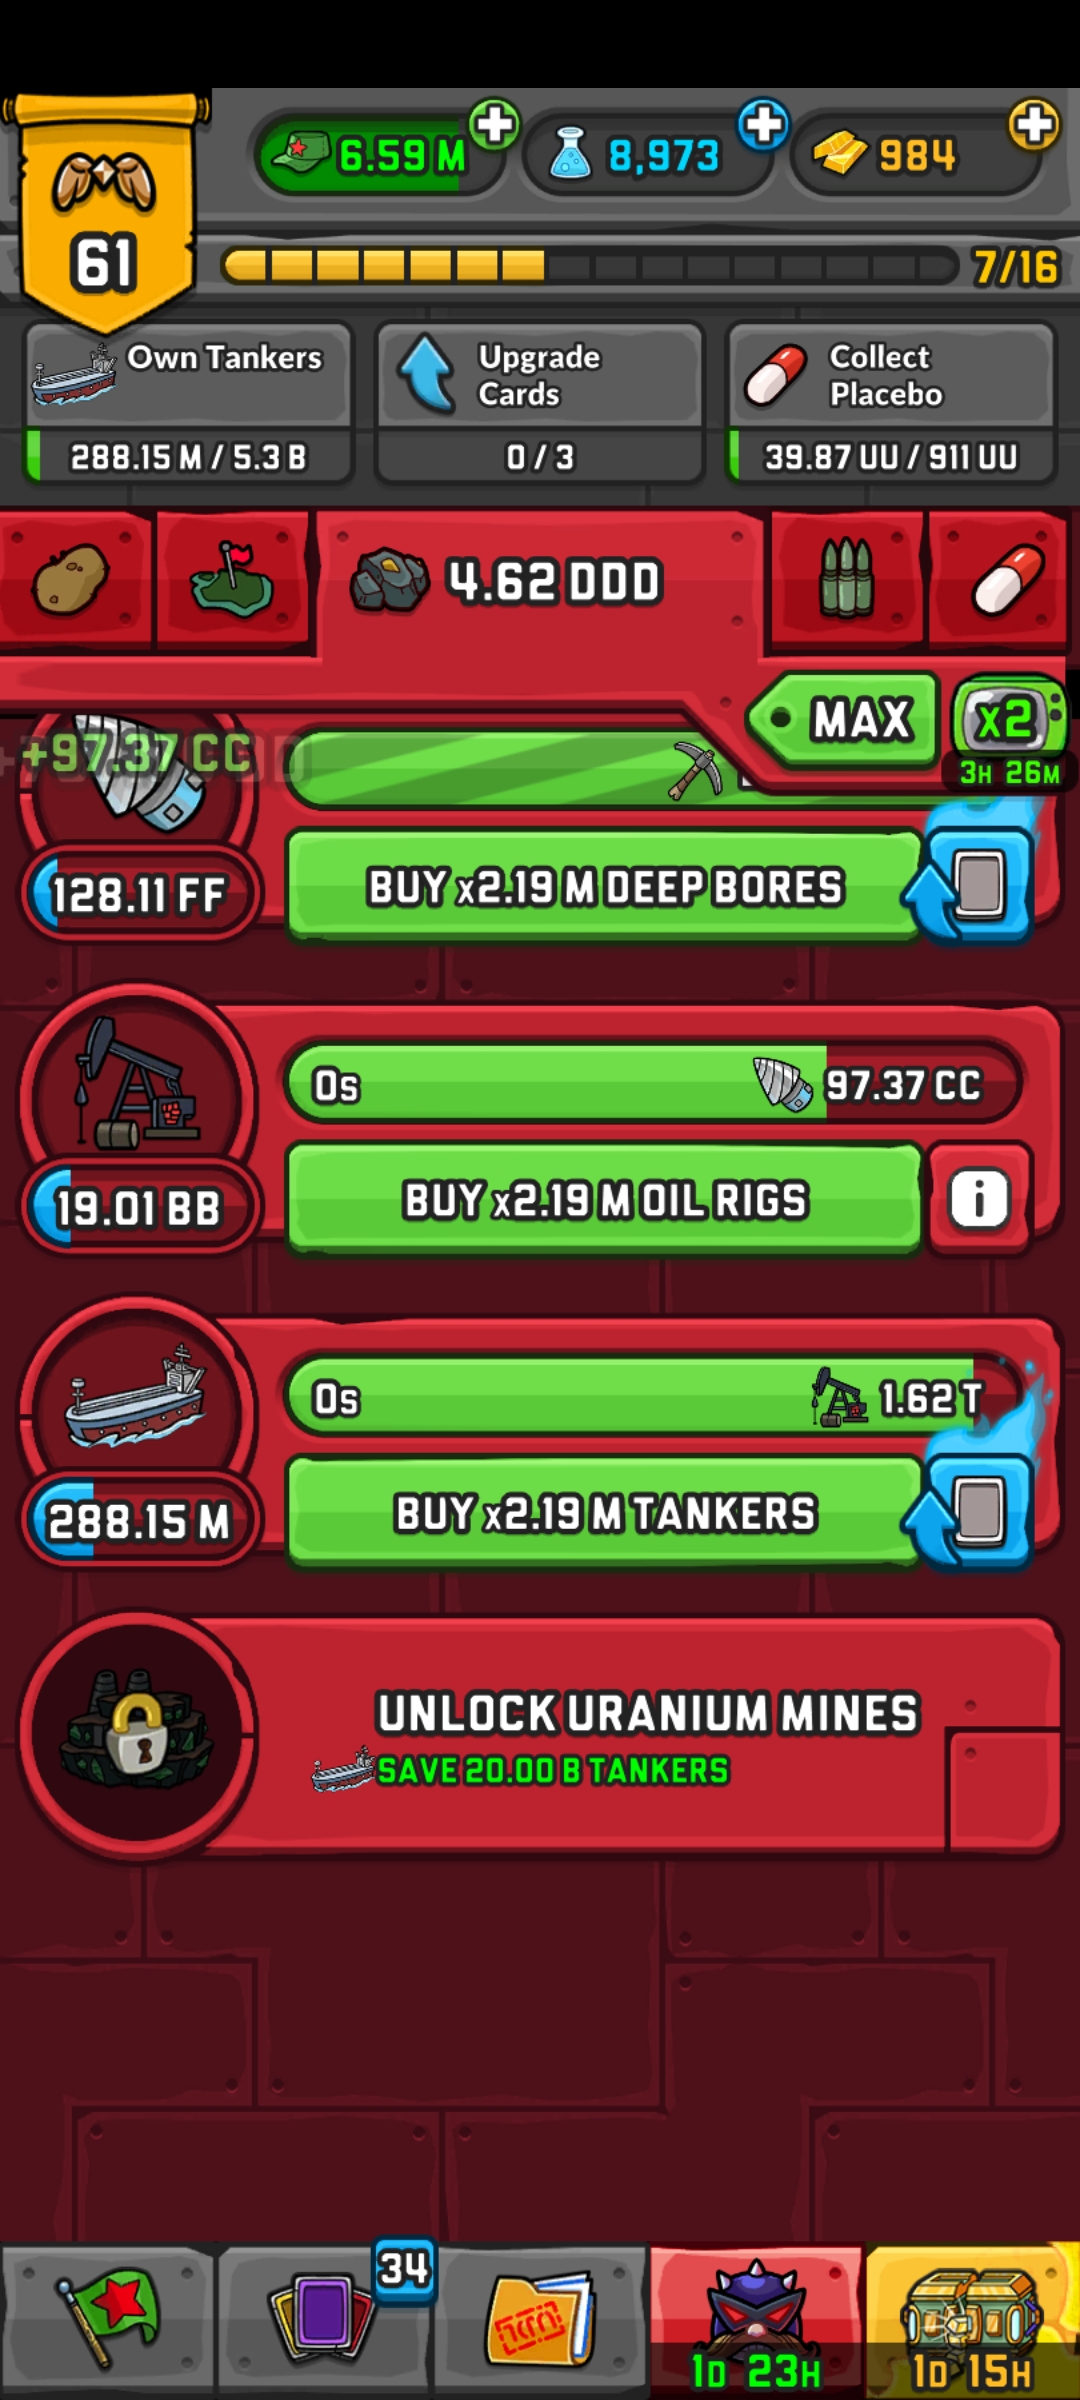 6.59 M
8,973
984
61
7/16
Own Tankers
288.15 M / 5.3 B
Upgrade
Cards
0 / 3
Collect
Placebo
39.87 UU / 911 UU
4.62 DDD
MAX
x2
3H 26M
+97.37 CC
128.11 FF
BUY x2.19 M DEEP BORES
0s
97.37 CC
19.01 BB
BUY x2.19 M OIL RIGS
i
0s
1.62 T
288.15 M
BUY x2.19 M TANKERS
UNLOCK URANIUM MINES
SAVE 20.00 B TANKERS
34
1D 23H
1D 15H